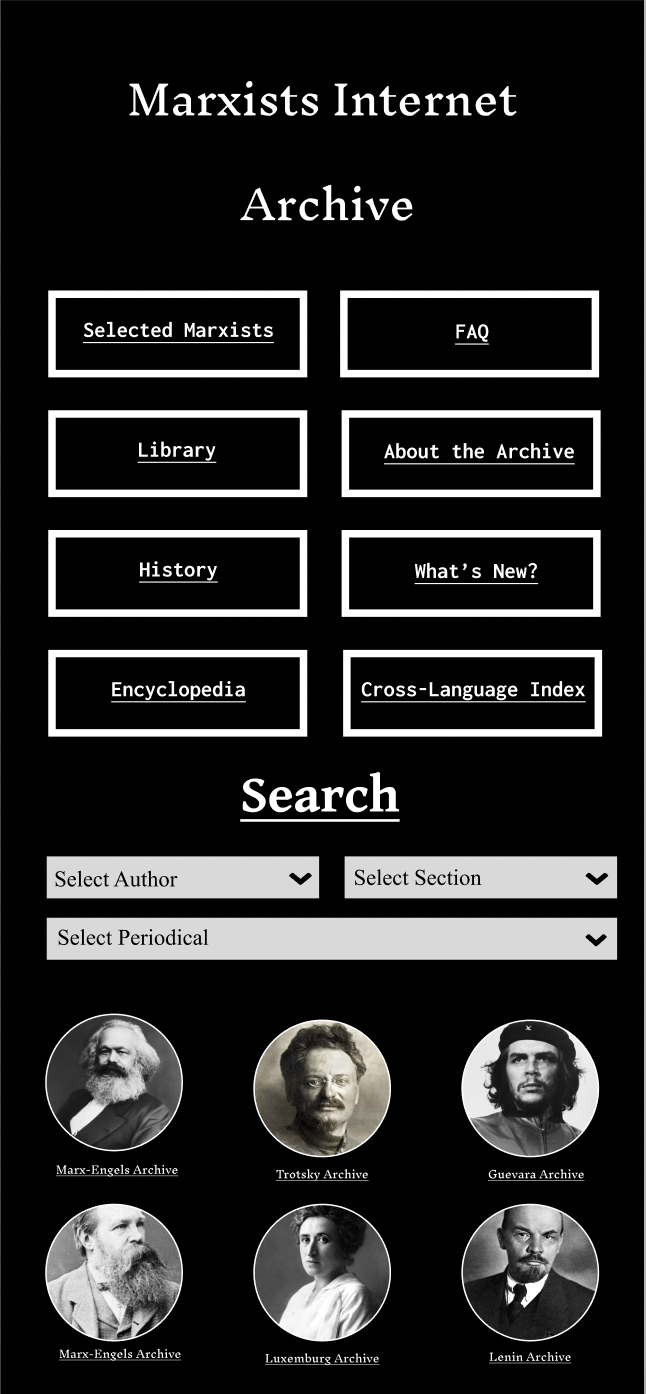 Marxists Internet
Archive
Selected Marxists
FAQ
Library
About the Archive
History
What’s New?
Encyclopedia
Cross-Language Index
Search
Select Author
Select Section
Select Periodical
Marx-Engels Archive
Trotsky Archive
Guevara Archive
Marx-Engels Archive
Luxemburg Archive
Lenin Archive